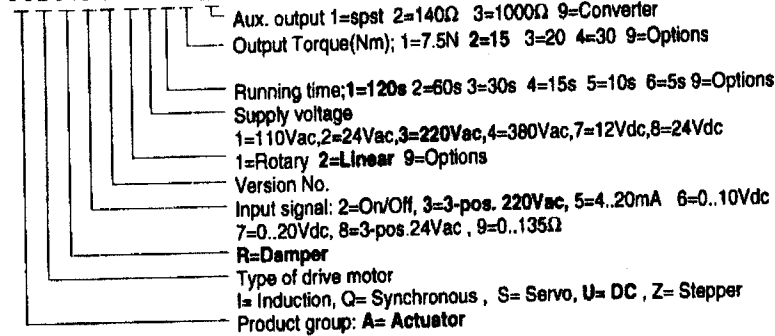 Aux. output 1=spst 2=140Ω 3=1000Ω 9=Converter
Output Torque(Nm); 1=7.5N 2=15 3=20 4=30 9=Options
Running time;1=120s 2=60s 3=30s 4=15s 5=10s 6=5s 9=Options
Supply voltage
1=110Vac,2=24Vac,3=220Vac,4=380Vac,7=12Vdc,8=24Vdc
1=Rotary 2=Linear 9=Options
Version No.
Input signal: 2=On/Off, 3=3-pos. 220Vac, 5=4..20mA 6=0..10Vdc
7=0..20Vdc, 8=3-pos.24Vac , 9=0..135Ω
R=Damper
Type of drive motor
I= Induction, Q= Synchronous , S= Servo, U= DC , Z= Stepper
Product group: A= Actuator